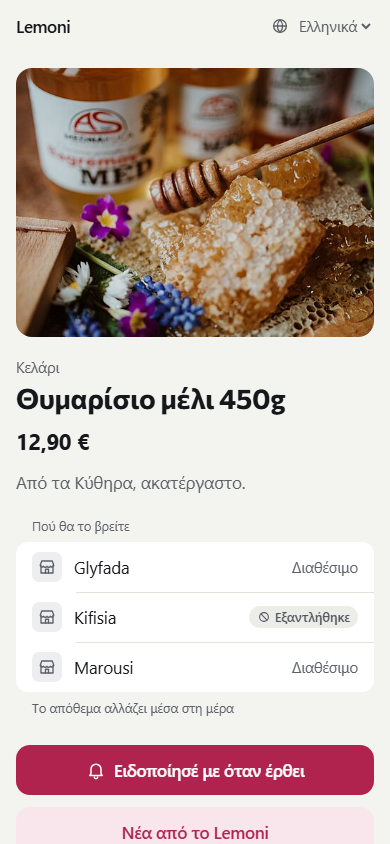 Lemoni
Ελληνικά
AS
MED
MED
Κελάρι
Θυμαρίσιο μέλι 450g
12,90 €
Από τα Κύθηρα, ακατέργαστο.
Πού θα το βρείτε
Glyfada
Διαθέσιμο
Kifisia
Εξαντλήθηκε
Marousi
Διαθέσιμο
Το απόθεμα αλλάζει μέσα στη μέρα
Ειδοποίησέ με όταν έρθει
Νέα από το Lemoni